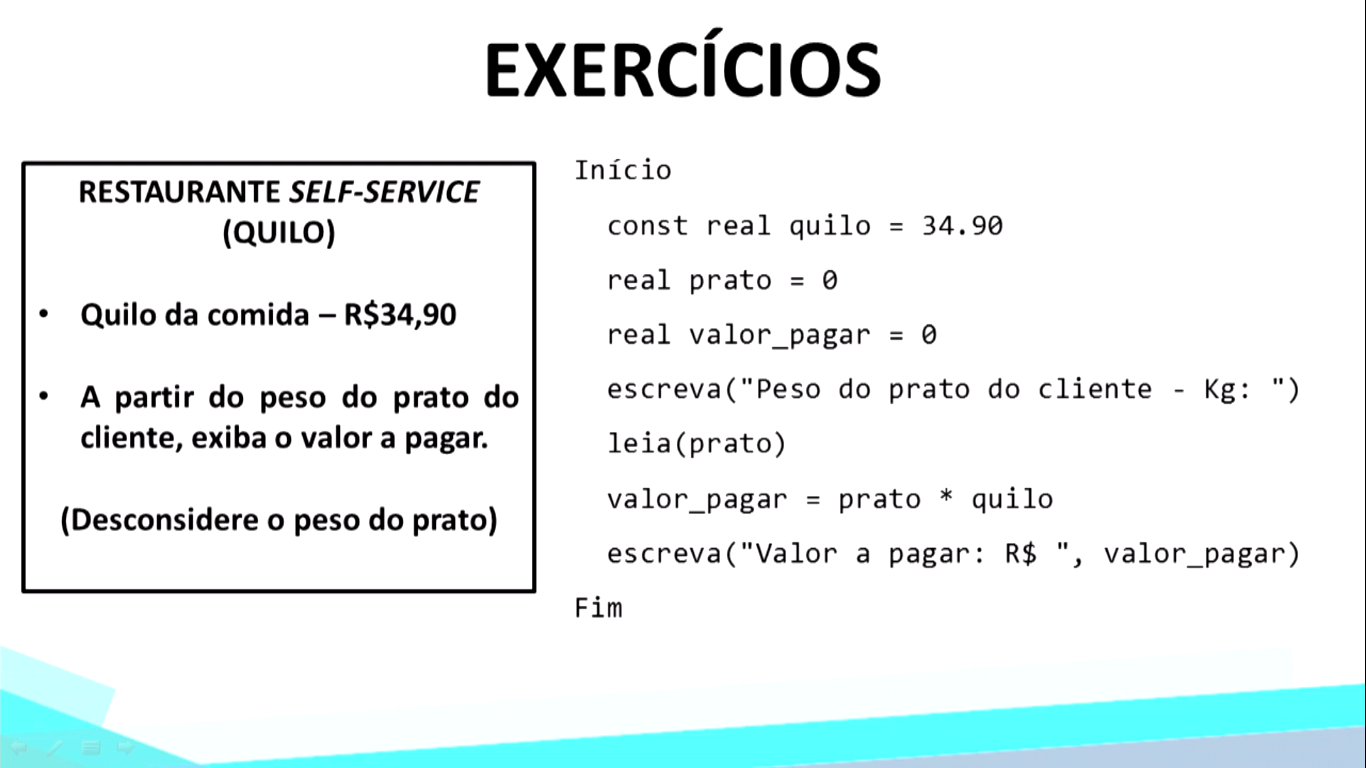 EXERCÍCIOS
RESTAURANTE SELF-SERVICE
(QUILO)
• Quilo da comida – R$34,90
• A partir do peso do prato do
cliente, exiba o valor a pagar.
(Desconsidere o peso do prato)
Início
const real quilo = 34.90
real prato = 0
real valor_pagar = 0
escreva("Peso do prato do cliente - Kg: ")
leia(prato)
valor_pagar = prato * quilo
escreva("Valor a pagar: R$ ", valor_pagar)
Fim